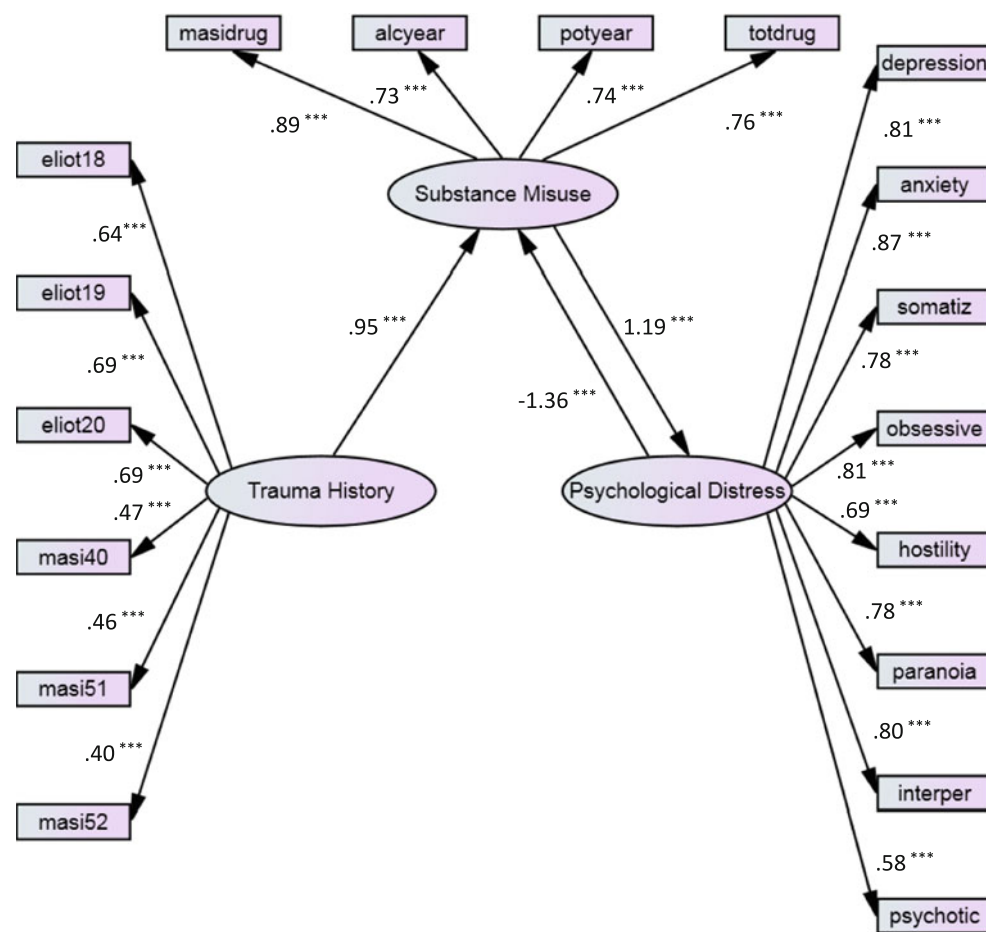 masidrug
alcyear
potyear
totdrug
depression
.73 ***
.74 ***
.89 ***
.76 ***
.81 ***
eliot18
anxiety
Substance Misuse
.64***
.87 ***
eliot19
somatiz
.95 ***
1.19 ***
.69 ***
.78 ***
-1.36 ***
eliot20
obsessive
.69 ***
.81 ***
Trauma History
Psychological Distress
.47 ***
.69 ***
masi40
hostility
.46 ***
.78 ***
masi51
paranoia
.40 ***
.80 ***
masi52
interper
.58 ***
psychotic